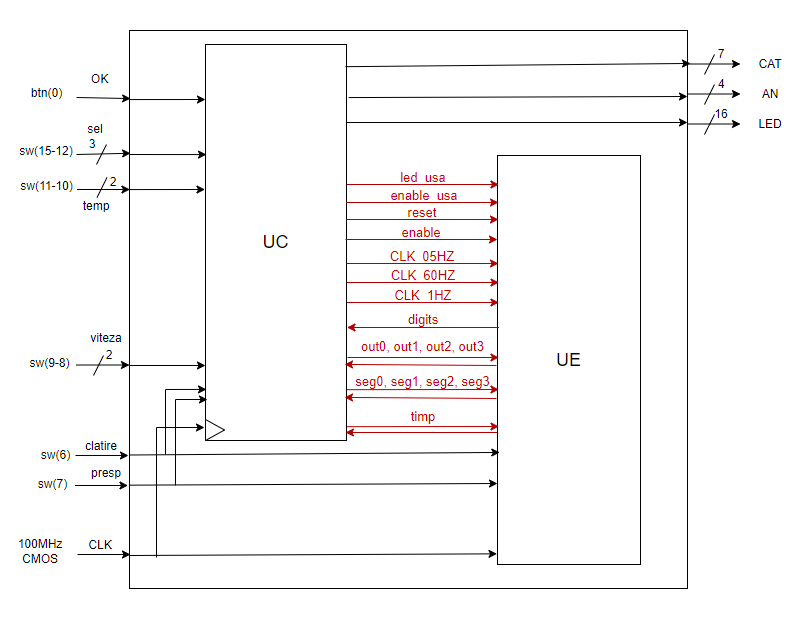 OK
btn(0)
sel
3
sw(15-12)
sw(11-10)
2
temp
viteza
2
sw(9-8)
clatire
sw(6)
presp
sw(7)
100MHz
CMOS
CLK
UC
led_usa
enable_usa
reset
enable
CLK_05HZ
CLK_60HZ
CLK_1HZ
digits
out0, out1, out2, out3
seg0, seg1, seg2, seg3
timp
UE
7
CAT
4
AN
16
LED